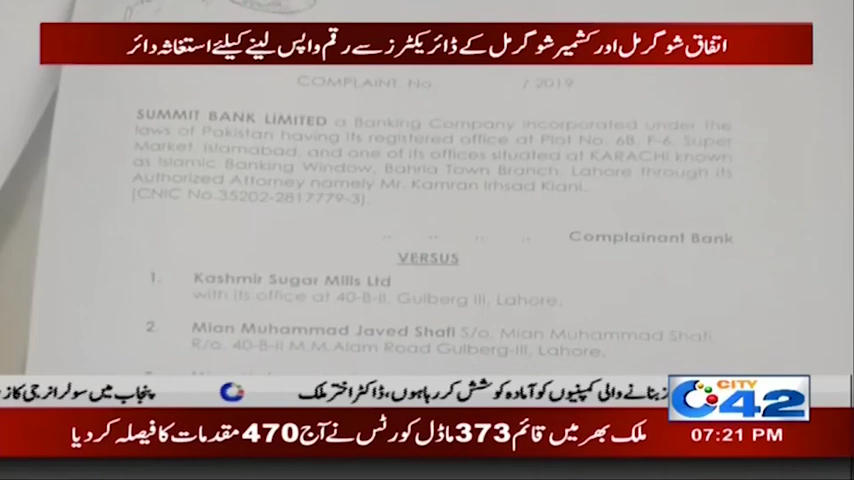 اتفاق شوگرمل اور کشمیر شوگرمل کے ڈائریکٹرز سے رقم واپس لینے کیلئے استغاثہ دائر
COMPLAINT. No. / 2019
SUMMIT BANK LIMITED a Banking Company incorporated under the
laws of Pakistan having its registered office at Plot No. 6B, F-6, Super
Market, Islamabad, and one of its offices situated at KARACHI known
as Islamic Banking Window, Bahria Town Branch, Lahore through its
Authorized Attorney namely Mr. Kamran Irhsad Kiani.
(CNIC No.35202-2817779-3).
Complainant Bank
VERSUS
1. Kashmir Sugar Mills Ltd
with its office at 40-B-II, Gulberg III, Lahore.
2. Mian Muhammad Javed Shafi S/o. Mian Muhammad Shafi,
R/o. 40-B-II M.M.Alam Road Gulberg-III, Lahore.
بنانے والی کمپنیوں کو آمادہ کوشش کر رہا ہوں، ڈاکٹر اختر ملک
پنجاب میں سولر انرجی کا
CITY
42
ملک بھر میں قائم 373 ماڈل کورٹس نے آج 470 مقدمات کا فیصلہ کر دیا
07:21 PM